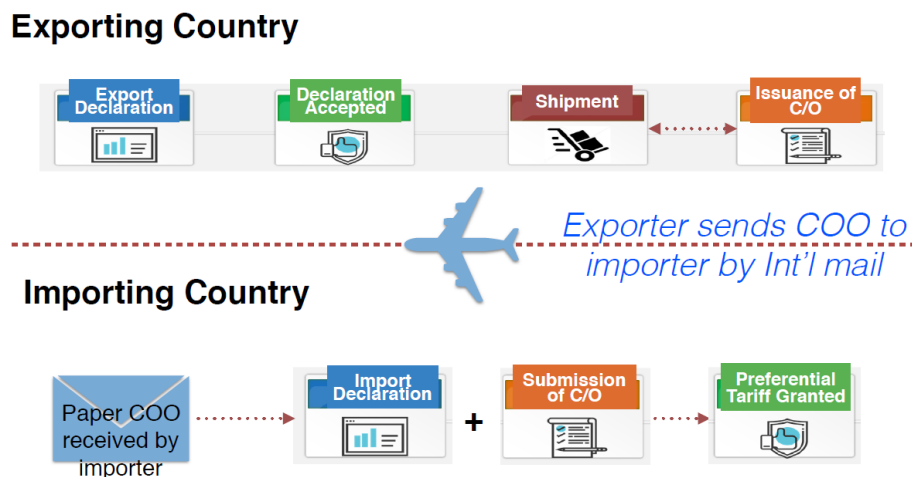 Exporting Country
Export
Declaration
Declaration
Accepted
Shipment
Issuance of
C/O
Exporter sends COO to
importer by Int'l mail
Importing Country
Paper COO
received by
importer
Import
Declaration
+
Submission
of C/O
Preferential
Tariff Granted